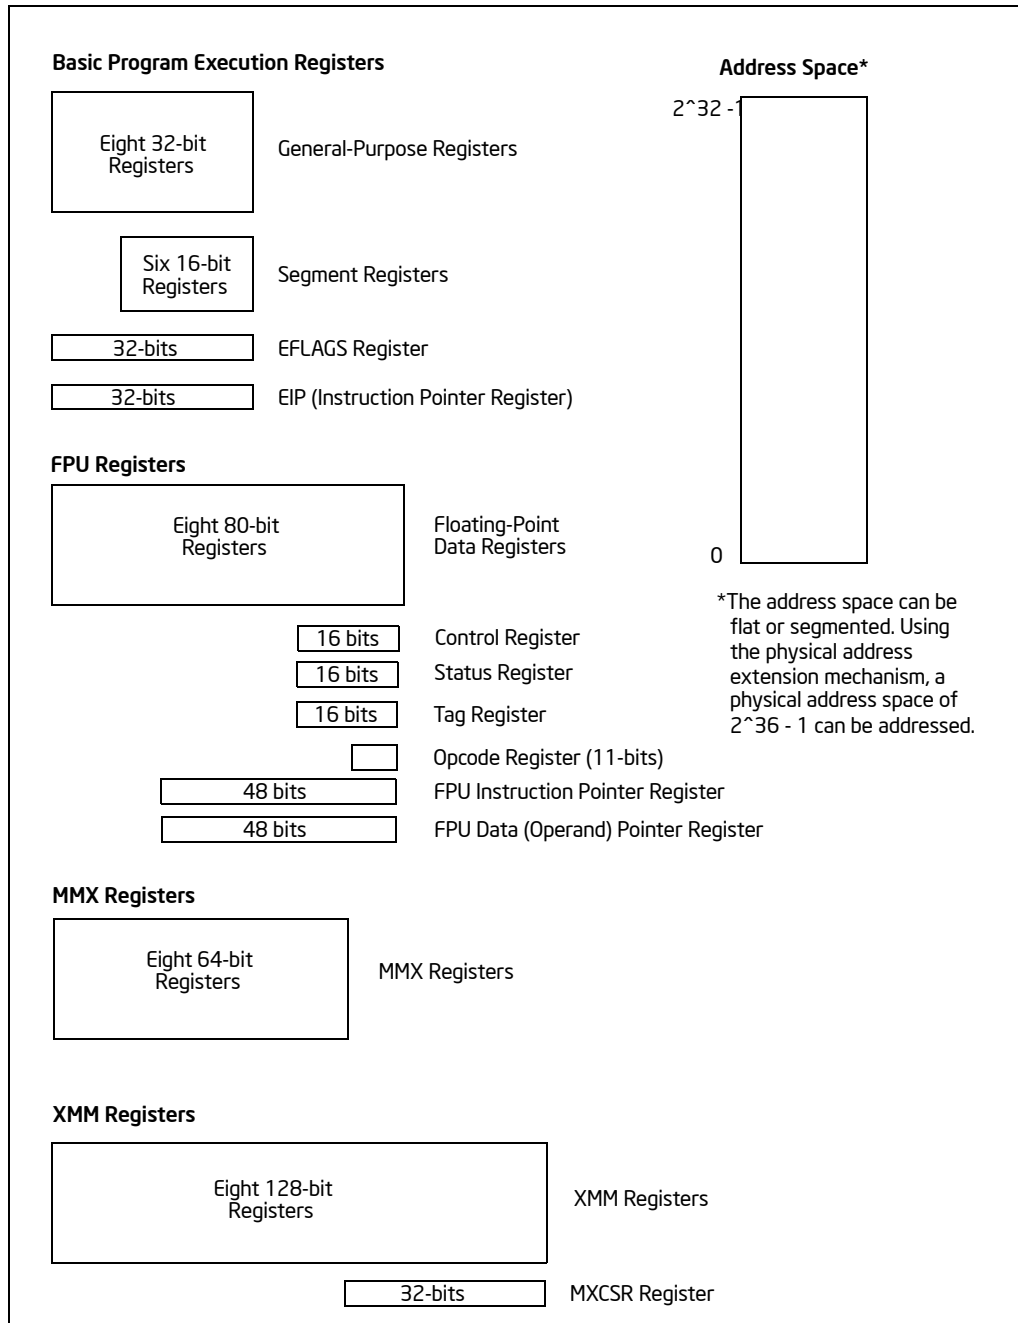 Basic Program Execution Registers
Eight 32-bit
Registers
General-Purpose Registers
Six 16-bit
Registers
Segment Registers
32-bits
EFLAGS Register
32-bits
EIP (Instruction Pointer Register)
FPU Registers
Eight 80-bit
Registers
Floating-Point
Data Registers
16 bits
Control Register
16 bits
Status Register
16 bits
Tag Register
Opcode Register (11-bits)
48 bits
FPU Instruction Pointer Register
48 bits
FPU Data (Operand) Pointer Register
MMX Registers
Eight 64-bit
Registers
MMX Registers
XMM Registers
Eight 128-bit
Registers
XMM Registers
32-bits
MXCSR Register
Address Space*
2^32 -1
0
*The address space can be
flat or segmented. Using
the physical address
extension mechanism, a
physical address space of
2^36 - 1 can be addressed.